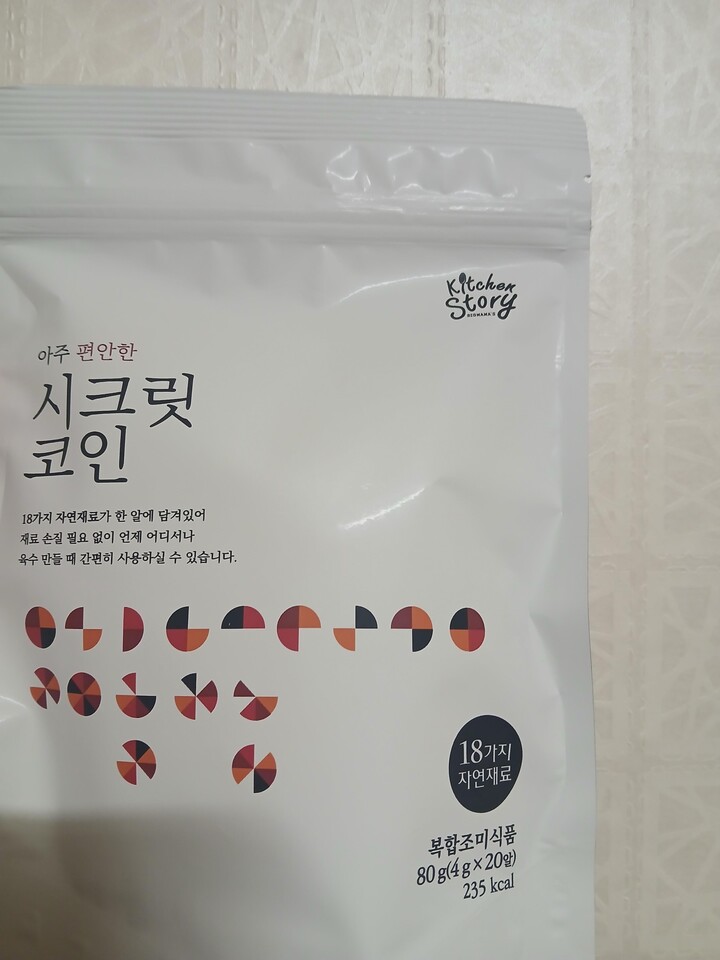 Kitchen
Story
아주 편안한
시크릿
코인
18가지 자연재료가 한 알에 담겨있어
재료 손질 필요 없이 언제 어디서나
육수 만들 때 간편히 사용하실 수 있습니다.
18가지
자연재료
복합조미식품
80g(4g×20알)
235 kcal